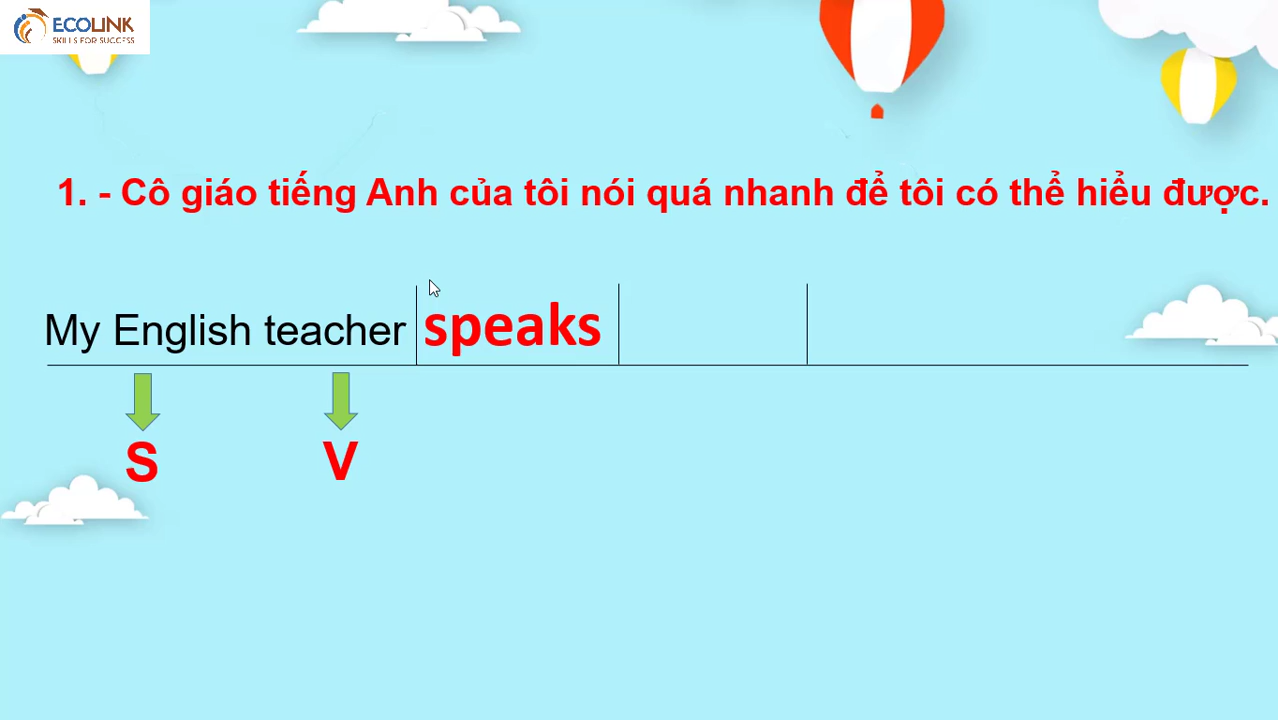 ECOLINK
SKILLS FOR SUCCESS
1. - Cô giáo tiếng Anh của tôi nói quá nhanh để tôi có thể hiểu được.
My English teacher speaks
S V